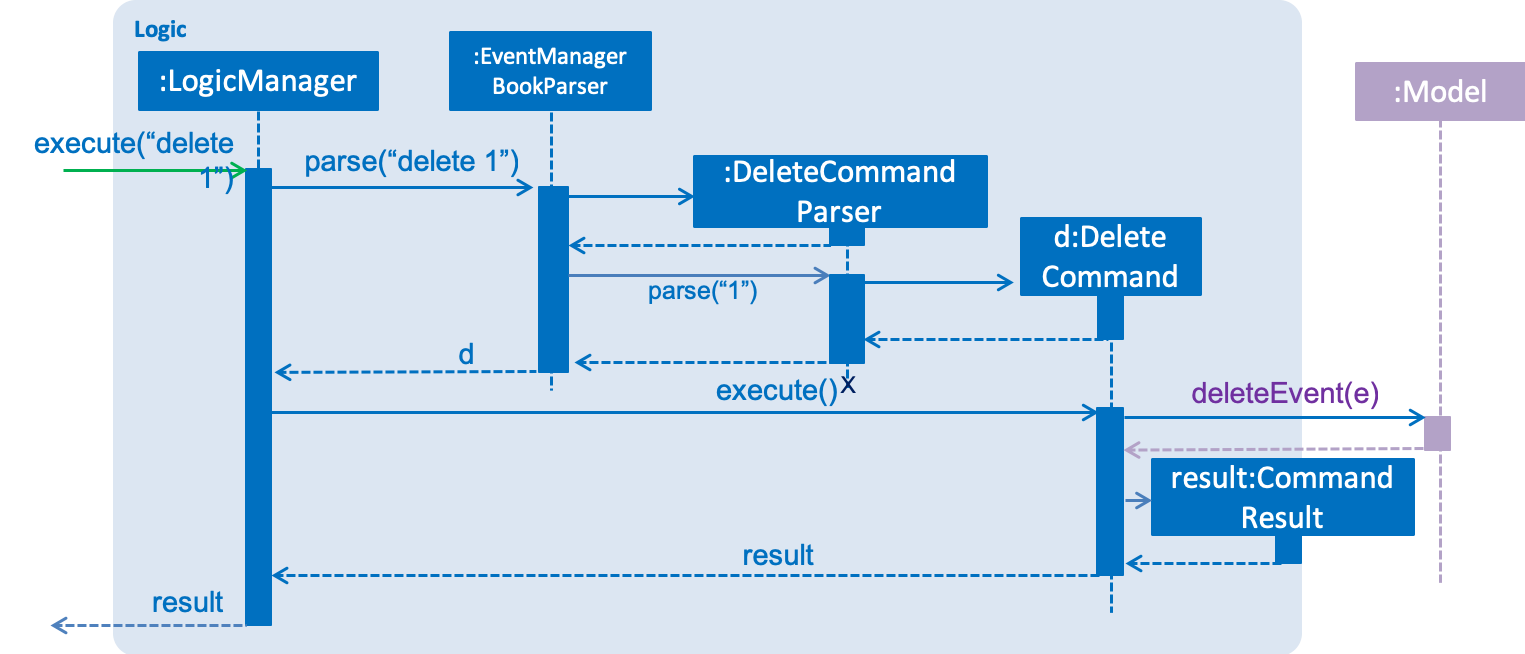 Logic
:LogicManager
:EventManager
BookParser
:Model
execute(“delete
1”)
parse(“delete 1”)
:DeleteCommand
Parser
d:Delete
Command
parse(“1”)
d
execute()
X
deleteEvent(e)
result:Command
Result
result
result